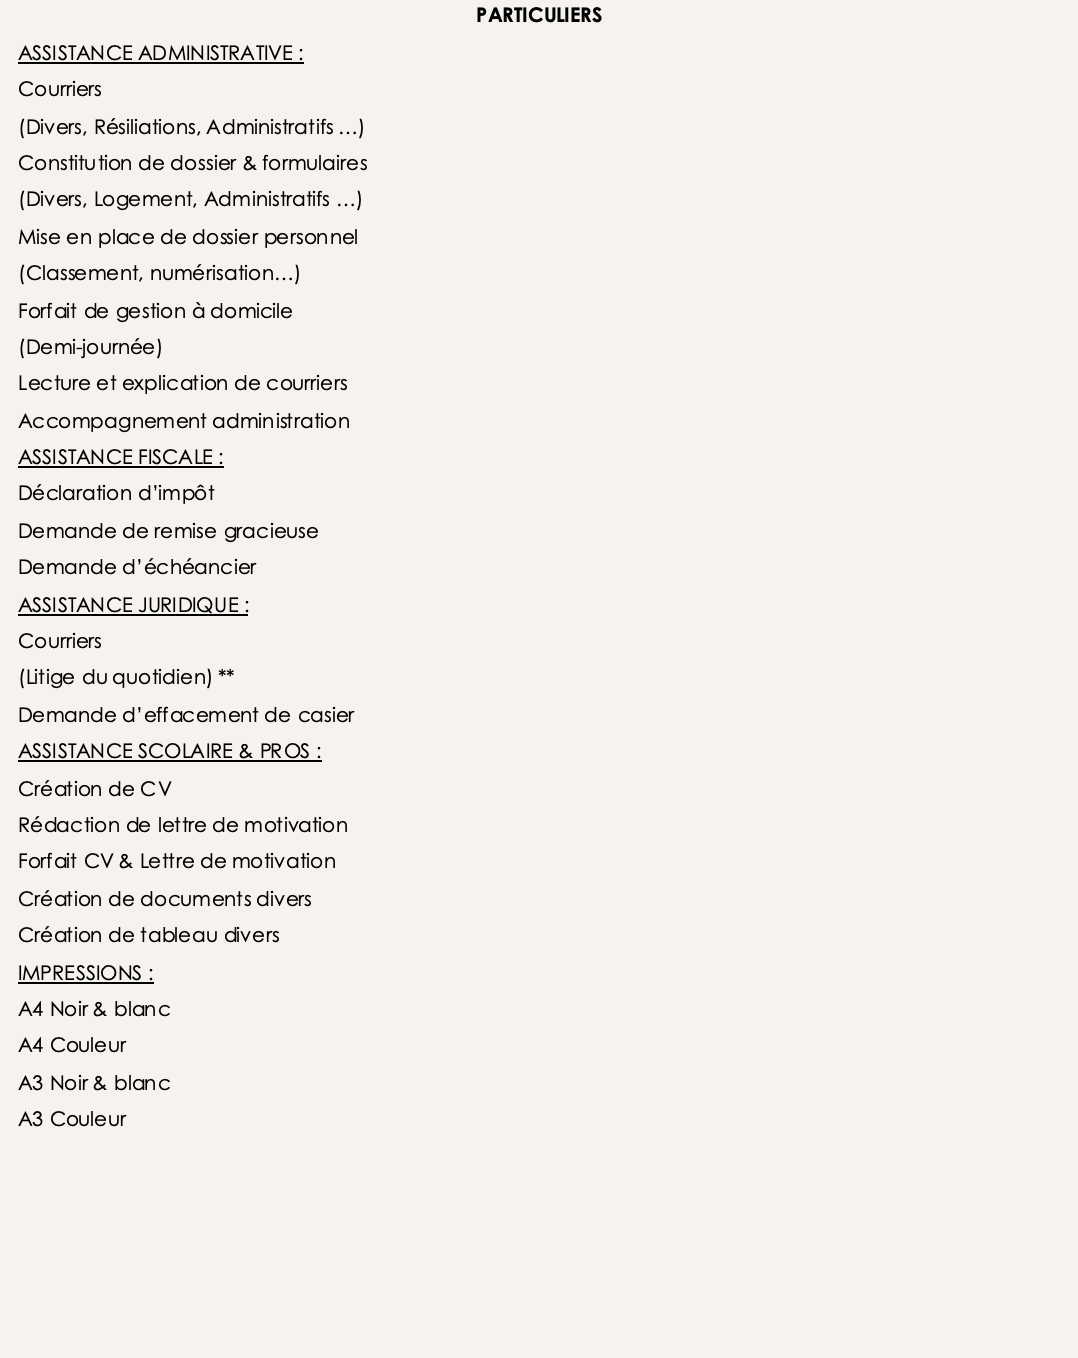 PARTICULIERS
ASSISTANCE ADMINISTRATIVE :
Courriers
(Divers, Résiliations, Administratifs …)
Constitution de dossier & formulaires
(Divers, Logement, Administratifs …)
Mise en place de dossier personnel
(Classement, numérisation…)
Forfait de gestion à domicile
(Demi-journée)
Lecture et explication de courriers
Accompagnement administration
ASSISTANCE FISCALE :
Déclaration d’impôt
Demande de remise gracieuse
Demande d’échéancier
ASSISTANCE JURIDIQUE :
Courriers
(Litige du quotidien) **
Demande d’effacement de casier
ASSISTANCE SCOLAIRE & PROS :
Création de CV
Rédaction de lettre de motivation
Forfait CV & Lettre de motivation
Création de documents divers
Création de tableau divers
IMPRESSIONS :
A4 Noir & blanc
A4 Couleur
A3 Noir & blanc
A3 Couleur